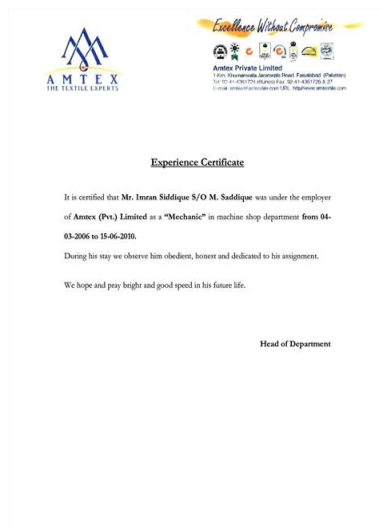 Excellence Without Compromise
AMTEX
THE TEXTILE EXPERTS
Amtex Private Limited
Experience Certificate
It is certified that Mr. Imran Siddique S/O M. Saddique was under the employer
of Amtex (Pvt.) Limited as a “Mechanic” in machine shop department from 04-
03-2006 to 15-06-2010.
During his stay we observe him obedient, honest and dedicated to his assignment.
We hope and pray bright and good speed in his future life.
Head of Department